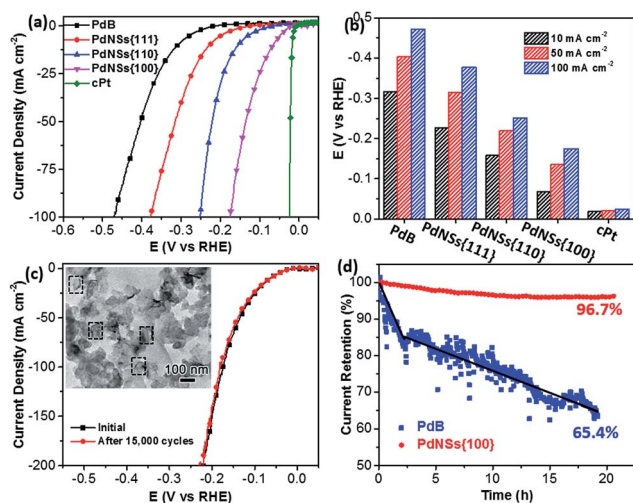 (a)
PdB
PdNSs{111}
PdNSs{110}
PdNSs{100}
cPt
Current Density (mA cm⁻²)
0
-25
-50
-75
-100
-0.6 -0.5 -0.4 -0.3 -0.2 -0.1 0.0
E (V vs RHE)
(b)
10 mA cm⁻²
50 mA cm⁻²
100 mA cm⁻²
E (V vs RHE)
-0.4
-0.3
-0.2
-0.1
-0.0
PdB PdNSs{111} PdNSs{110} PdNSs{100} cPt
(c)
100 nm
Initial
After 15,000 cycles
Current Density (mA cm⁻²)
0
-50
-100
-150
-200
-0.5 -0.4 -0.3 -0.2 -0.1 0.0
E (V vs RHE)
(d)
96.7%
65.4%
PdB
PdNSs{100}
Current Retention (%)
100
90
80
70
60
50
0 5 10 15 20
Time (h)